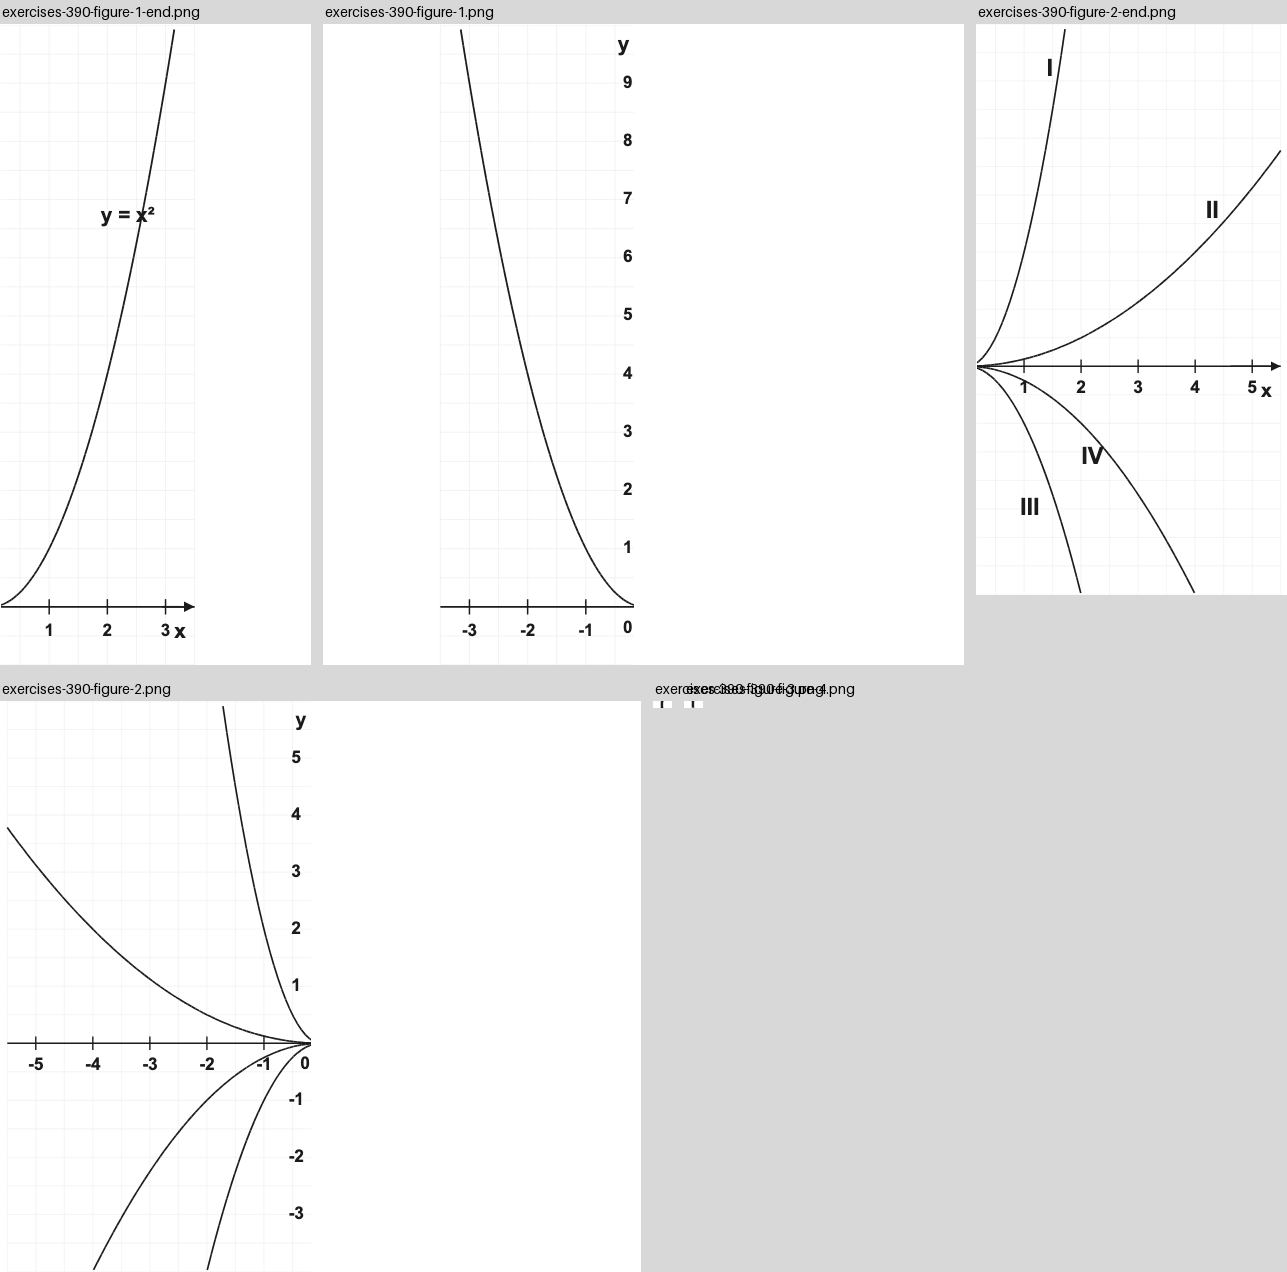 exercises-390-figure-1-end.png
exercises-390-figure-1.png
exercises-390-figure-2-end.png
y = x²
1 2 3 x
y
9
8
7
6
5
4
3
2
1
-3 -2 -1 0
I
II
1 2 3 4 5 x
IV
III
exercises-390-figure-2.png
y
5
4
3
2
1
-5 -4 -3 -2 -1 0
-1
-2
-3